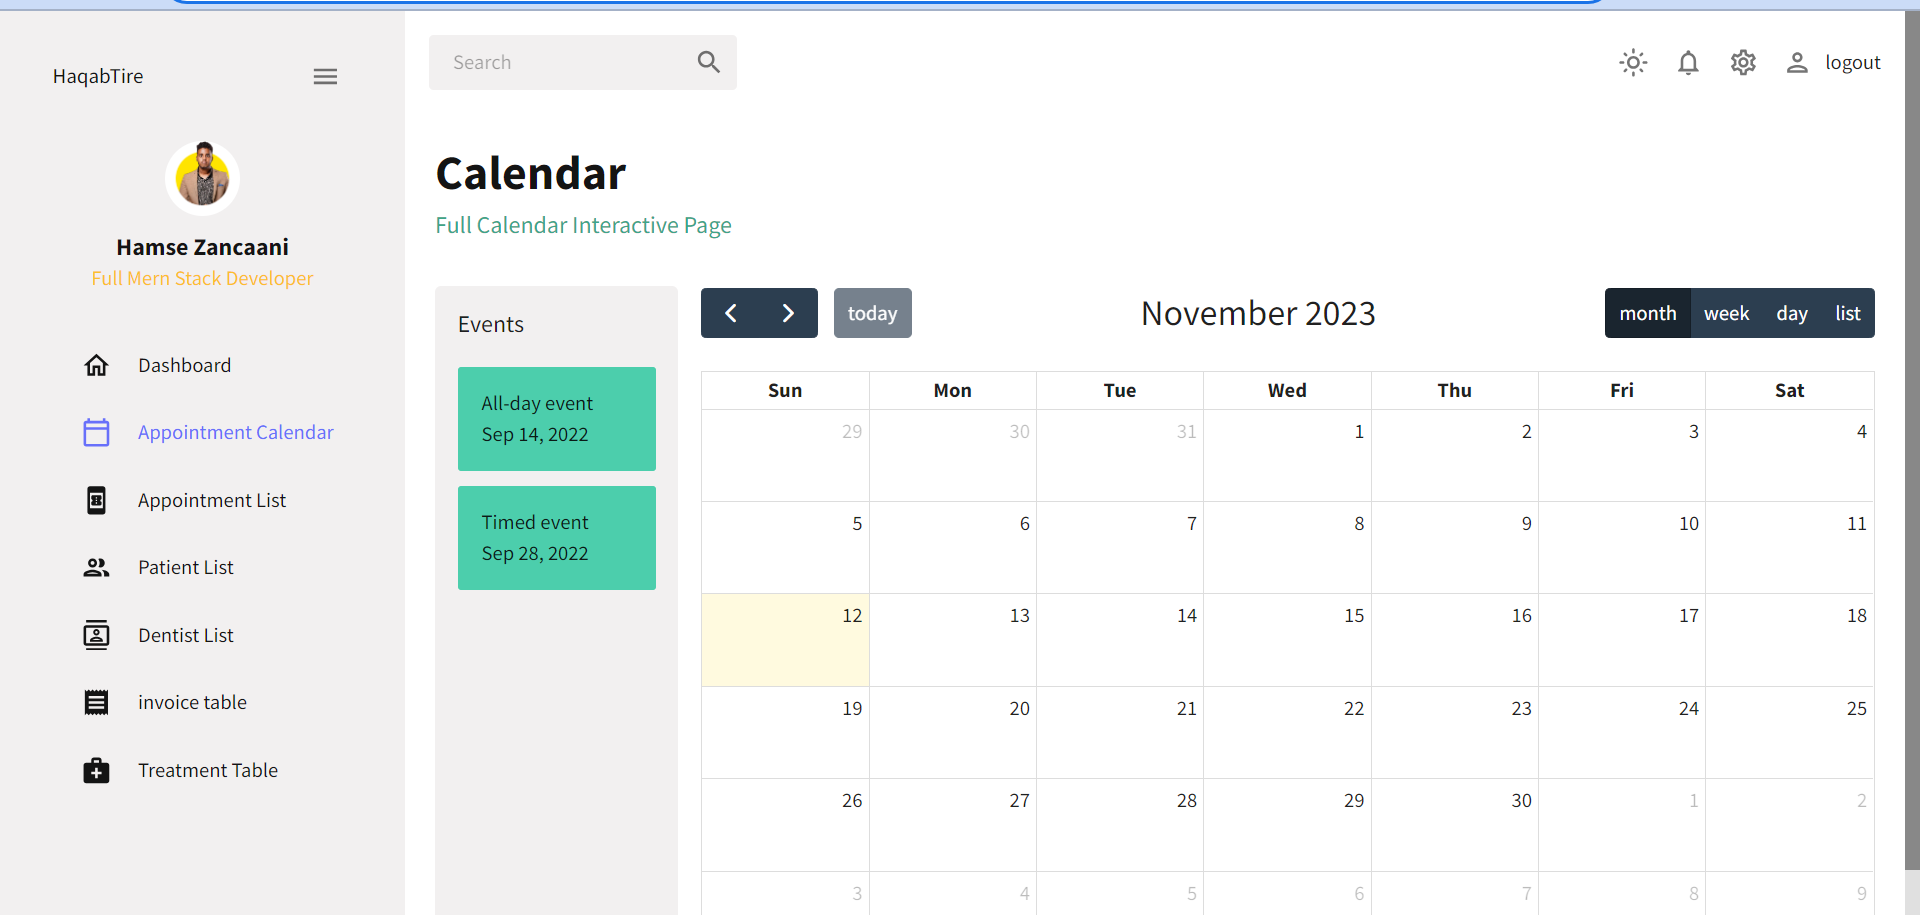 HaqabTire
Hamse Zancaani
Full Mern Stack Developer
Dashboard
Appointment Calendar
Appointment List
Patient List
Dentist List
invoice table
Treatment Table
Search
logout
Calendar
Full Calendar Interactive Page
Events
All-day event
Sep 14, 2022
Timed event
Sep 28, 2022
today
November 2023
month week day list
Sun Mon Tue Wed Thu Fri Sat
29 30 31 1 2 3 4
5 6 7 8 9 10 11
12 13 14 15 16 17 18
19 20 21 22 23 24 25
26 27 28 29 30 1 2
3 4 5 6 7 8 9